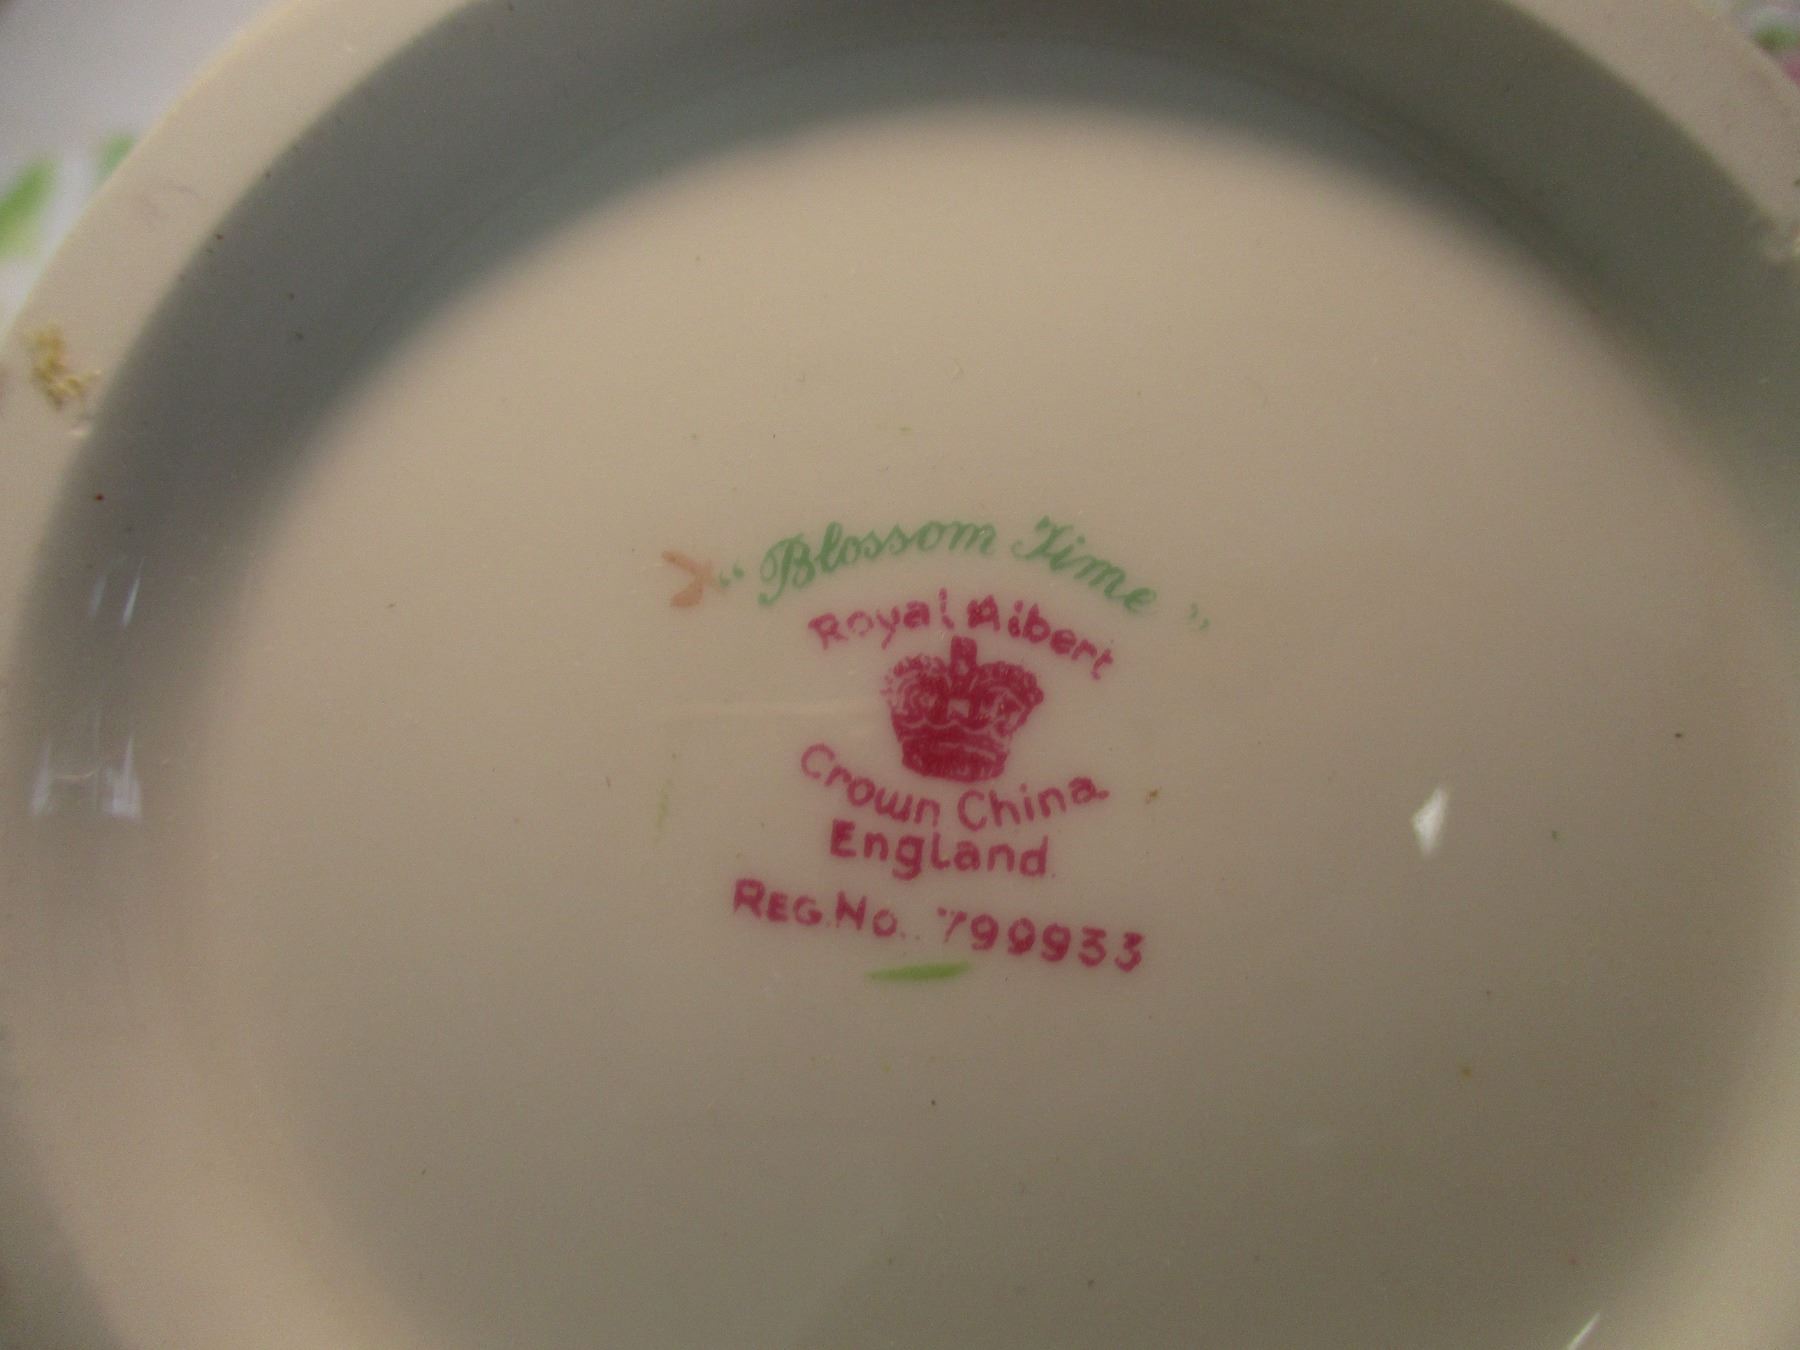 "Blossom Time"
Royal Albert
Crown China
England
REG. No. 799933